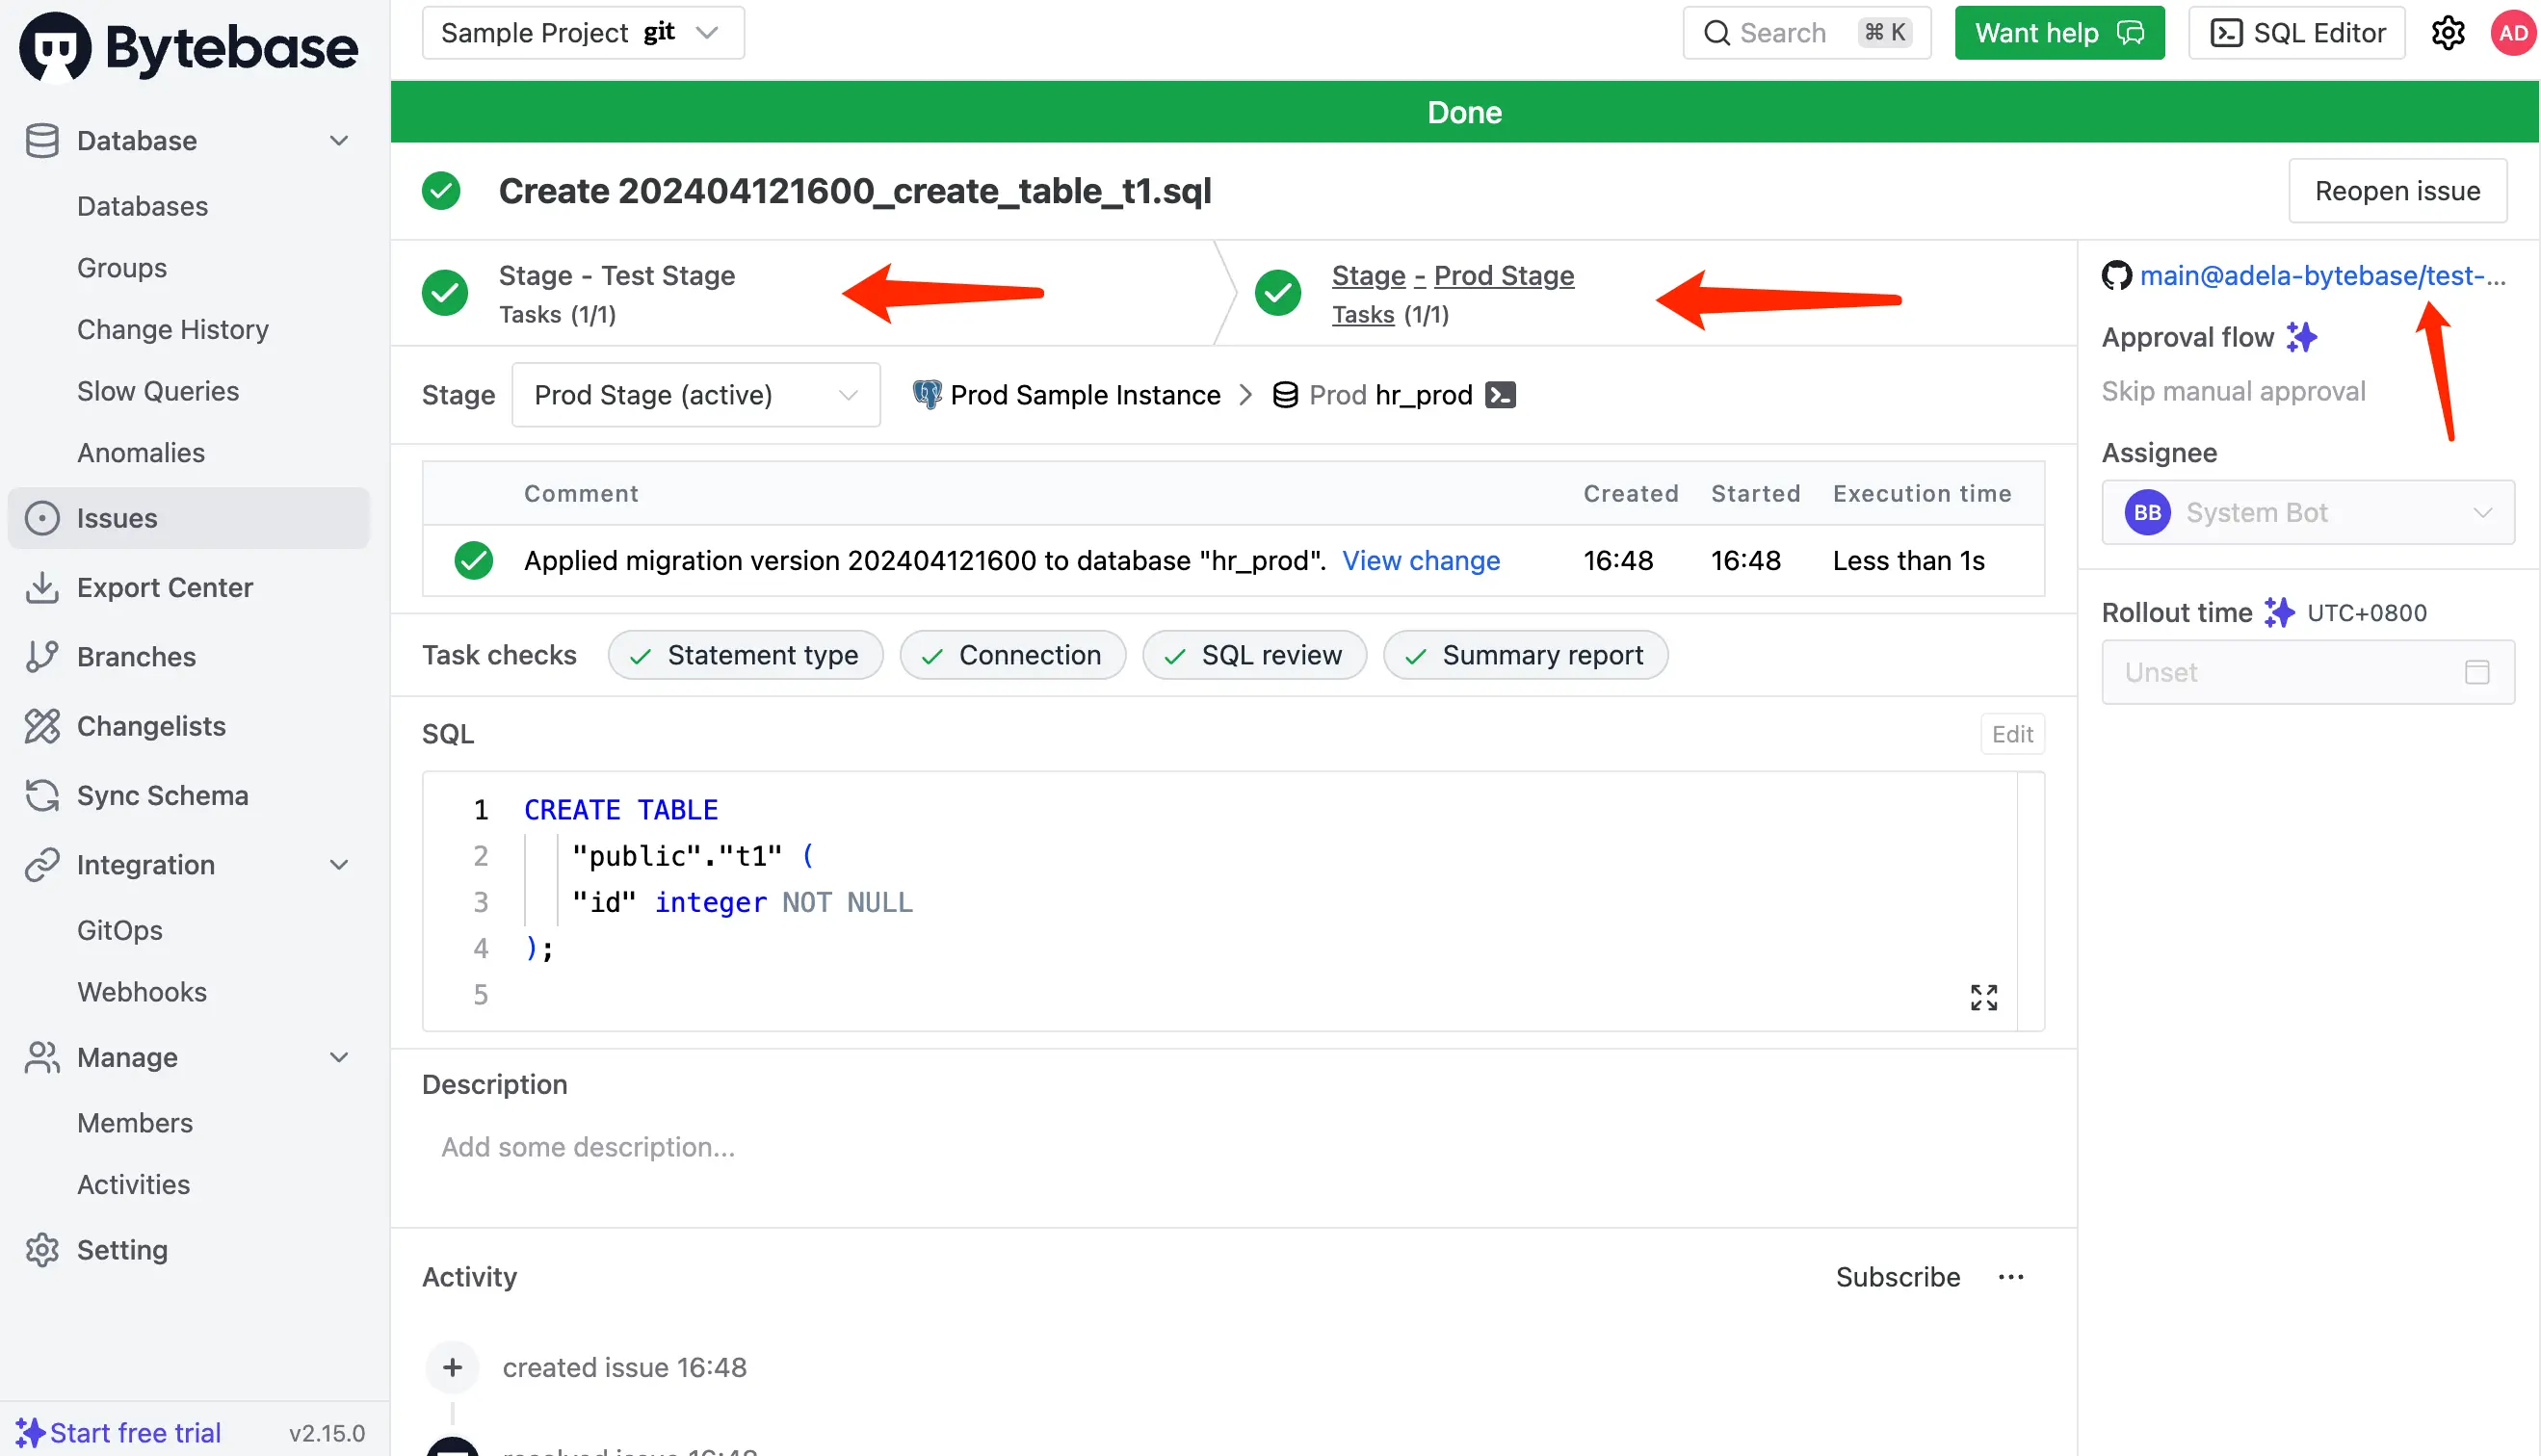 Bytebase
Sample Project git
Search ⌘ K
Want help
SQL Editor
AD
Database
Databases
Groups
Change History
Slow Queries
Anomalies
Issues
Export Center
Branches
Changelists
Sync Schema
Integration
GitOps
Webhooks
Manage
Members
Activities
Setting
Start free trial v2.15.0
Done
Create 202404121600_create_table_t1.sql
Reopen issue
Stage - Test Stage
Tasks (1/1)
Stage - Prod Stage
Tasks (1/1)
Stage Prod Stage (active) Prod Sample Instance > Prod hr_prod
Comment Created Started Execution time
Applied migration version 202404121600 to database "hr_prod". View change 16:48 16:48 Less than 1s
Task checks Statement type Connection SQL review Summary report
SQL Edit
1 CREATE TABLE
2 "public"."t1" (
3 "id" integer NOT NULL
4 );
5
Description
Add some description...
Activity Subscribe ...
created issue 16:48
resolved issue 16:48
main@adela-bytebase/test-...
Approval flow
Skip manual approval
Assignee
BB System Bot
Rollout time UTC+0800
Unset